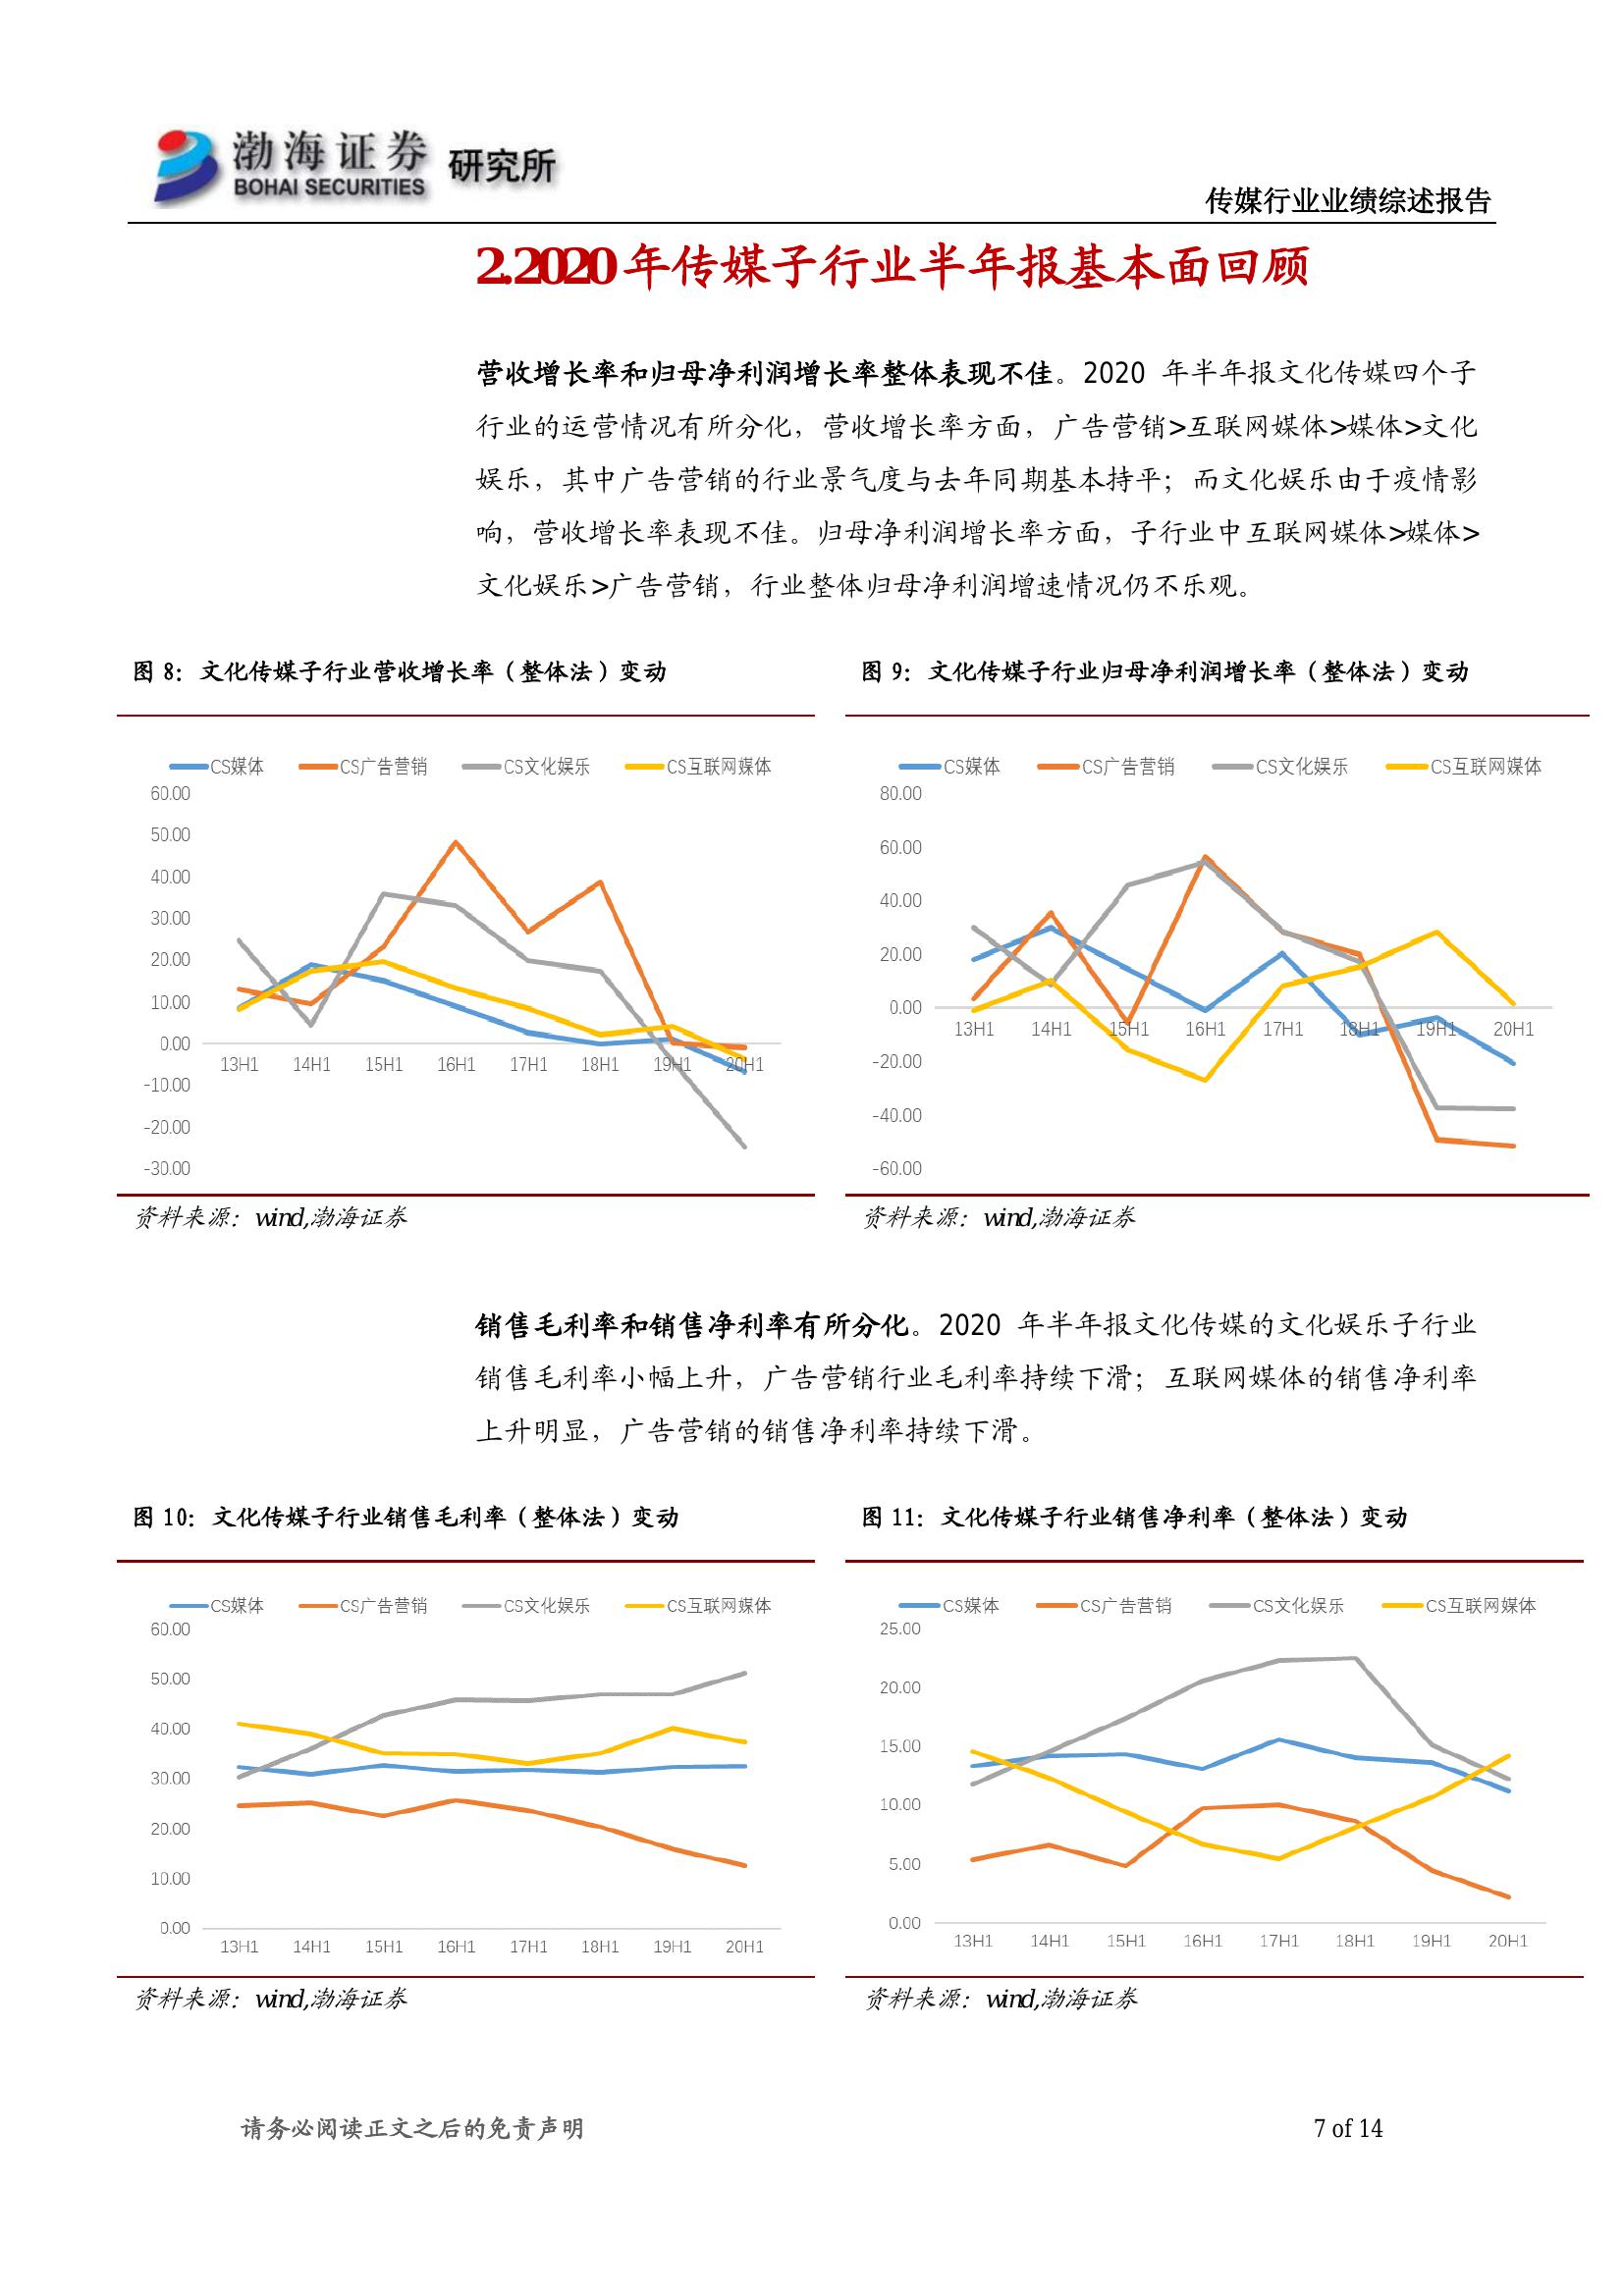 渤海证券
BOHAI SECURITIES
研究所
传媒行业业绩综述报告
2.2020年传媒子行业半年报基本面回顾
营收增长率和归母净利润增长率整体表现不佳。2020 年半年报文化传媒四个子
行业的运营情况有所分化，营收增长率方面，广告营销>互联网媒体>媒体>文化
娱乐，其中广告营销的行业景气度与去年同期基本持平；而文化娱乐由于疫情影
响，营收增长率表现不佳。归母净利润增长率方面，子行业中互联网媒体>媒体>
文化娱乐>广告营销，行业整体归母净利润增速情况仍不乐观。
图 8：文化传媒子行业营收增长率（整体法）变动
CS媒体 CS广告营销 CS文化娱乐 CS互联网媒体
60.00
50.00
40.00
30.00
20.00
10.00
0.00
-10.00
-20.00
-30.00
13H1 14H1 15H1 16H1 17H1 18H1 19H1 20H1
资料来源：wind,渤海证券
图 9：文化传媒子行业归母净利润增长率（整体法）变动
CS媒体 CS广告营销 CS文化娱乐 CS互联网媒体
80.00
60.00
40.00
20.00
0.00
-20.00
-40.00
-60.00
13H1 14H1 15H1 16H1 17H1 18H1 19H1 20H1
资料来源：wind,渤海证券
销售毛利率和销售净利率有所分化。2020 年半年报文化传媒的文化娱乐子行业
销售毛利率小幅上升，广告营销行业毛利率持续下滑；互联网媒体的销售净利率
上升明显，广告营销的销售净利率持续下滑。
图 10：文化传媒子行业销售毛利率（整体法）变动
CS媒体 CS广告营销 CS文化娱乐 CS互联网媒体
60.00
50.00
40.00
30.00
20.00
10.00
0.00
13H1 14H1 15H1 16H1 17H1 18H1 19H1 20H1
资料来源：wind,渤海证券
图 11：文化传媒子行业销售净利率（整体法）变动
CS媒体 CS广告营销 CS文化娱乐 CS互联网媒体
25.00
20.00
15.00
10.00
5.00
0.00
13H1 14H1 15H1 16H1 17H1 18H1 19H1 20H1
资料来源：wind,渤海证券
请务必阅读正文之后的免责声明
7 of 14